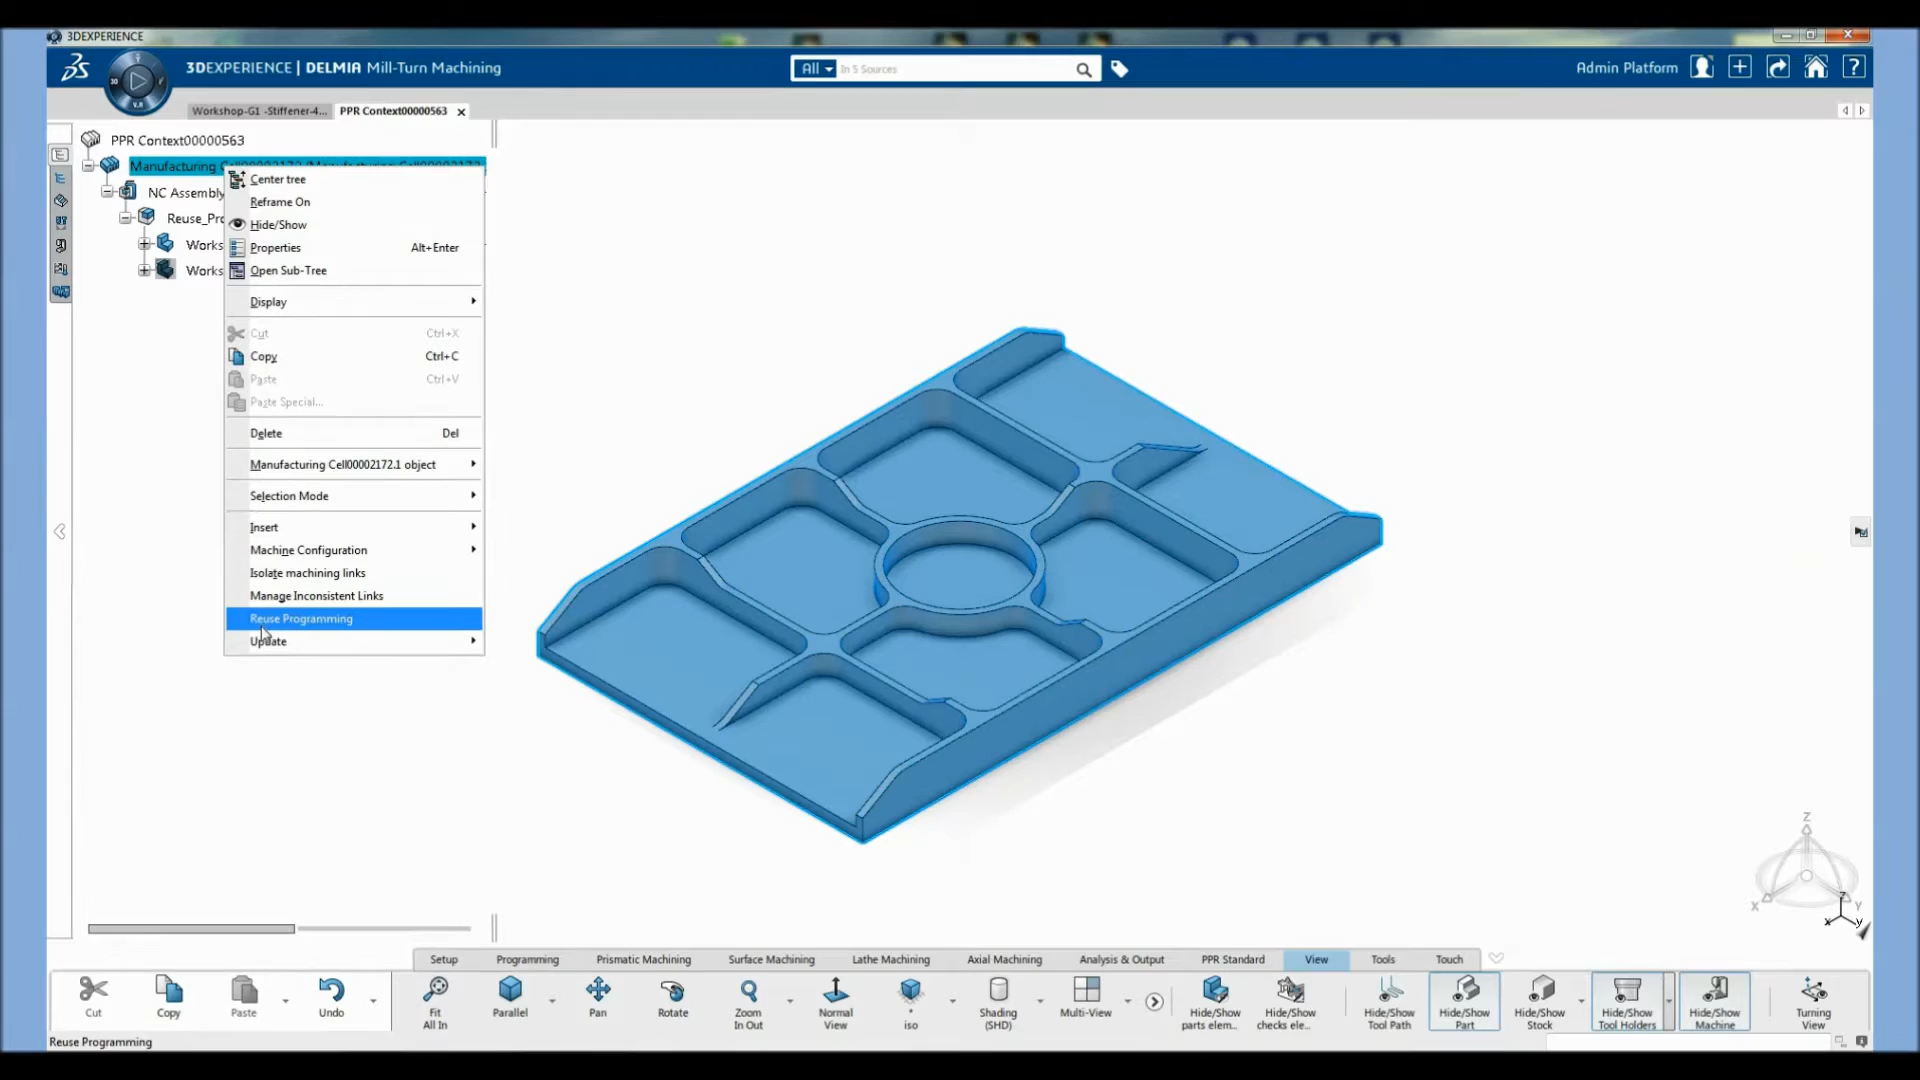 3DEXPERIENCE
3DEXPERIENCE | DELMIA Mill-Turn Machining
All
In 5 Sources
Admin Platform
3D
V.R
Workshop-G1 -Stiffener-4...
PPR Context00000563
PPR Context00000563
Manufacturing
NC Assembly
Reuse_Pro
Works
Works
Center tree
Reframe On
Hide/Show
Properties Alt+Enter
Open Sub-Tree
Display
Cut Ctrl+X
Copy Ctrl+C
Paste Ctrl+V
Paste Special...
Delete Del
Manufacturing Cell00002172.1 object
Selection Mode
Insert
Machine Configuration
Isolate machining links
Manage Inconsistent Links
Reuse Programming
Update
Z
X
Y
Z
X
Y
Setup Programming Prismatic Machining Surface Machining Lathe Machining Axial Machining Analysis & Output PPR Standard View Tools Touch
Cut
Copy
Paste
Undo
Fit
All In
Parallel
Pan
Rotate
Zoom
In Out
Normal
View
iso
Shading
(SHD)
Multi-View
Hide/Show
parts elem...
Hide/Show
checks ele...
Hide/Show
Tool Path
Hide/Show
Part
Hide/Show
Stock
Hide/Show
Tool Holders
Hide/Show
Machine
Turning
View
Reuse Programming